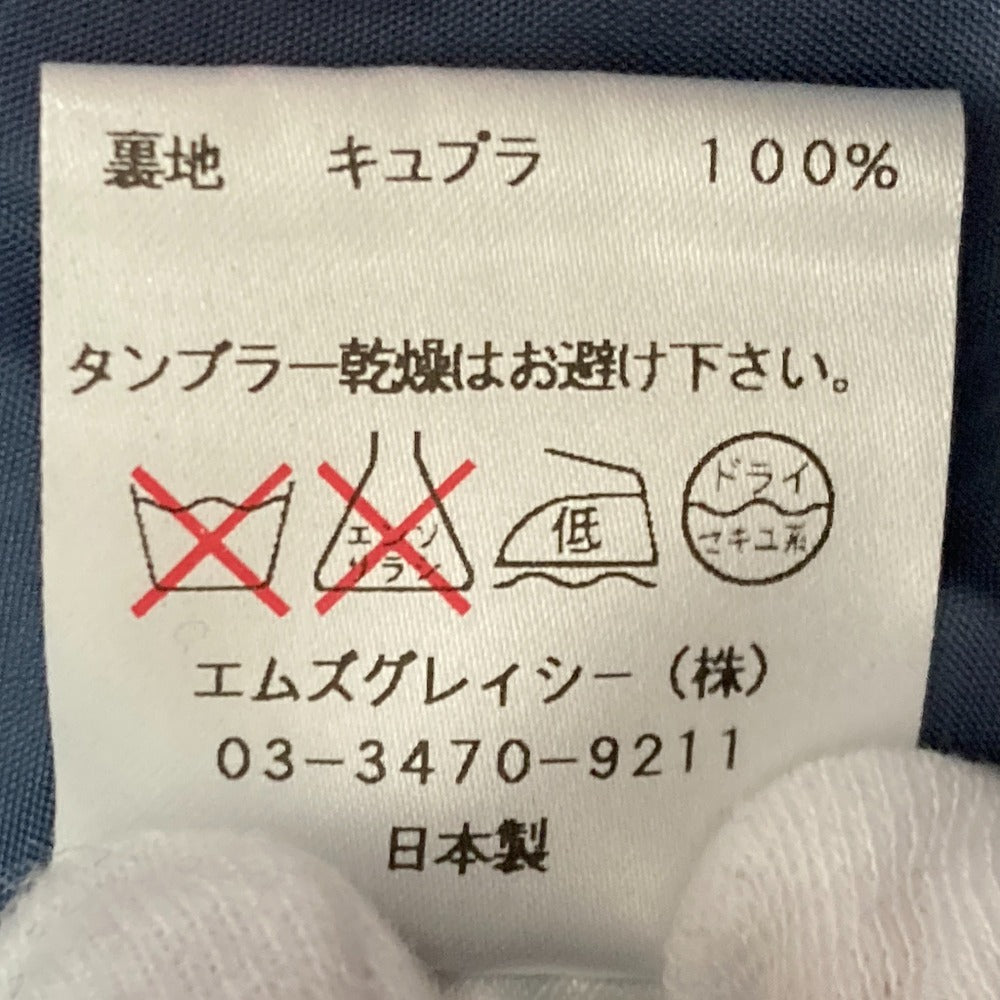 裏地 キュプラ 100%
タンブラー乾燥はお避け下さい。
エンソ
サラシ
低
ドライ
セキユ系
エムズグレイシー(株)
03-3470-9211
日本製